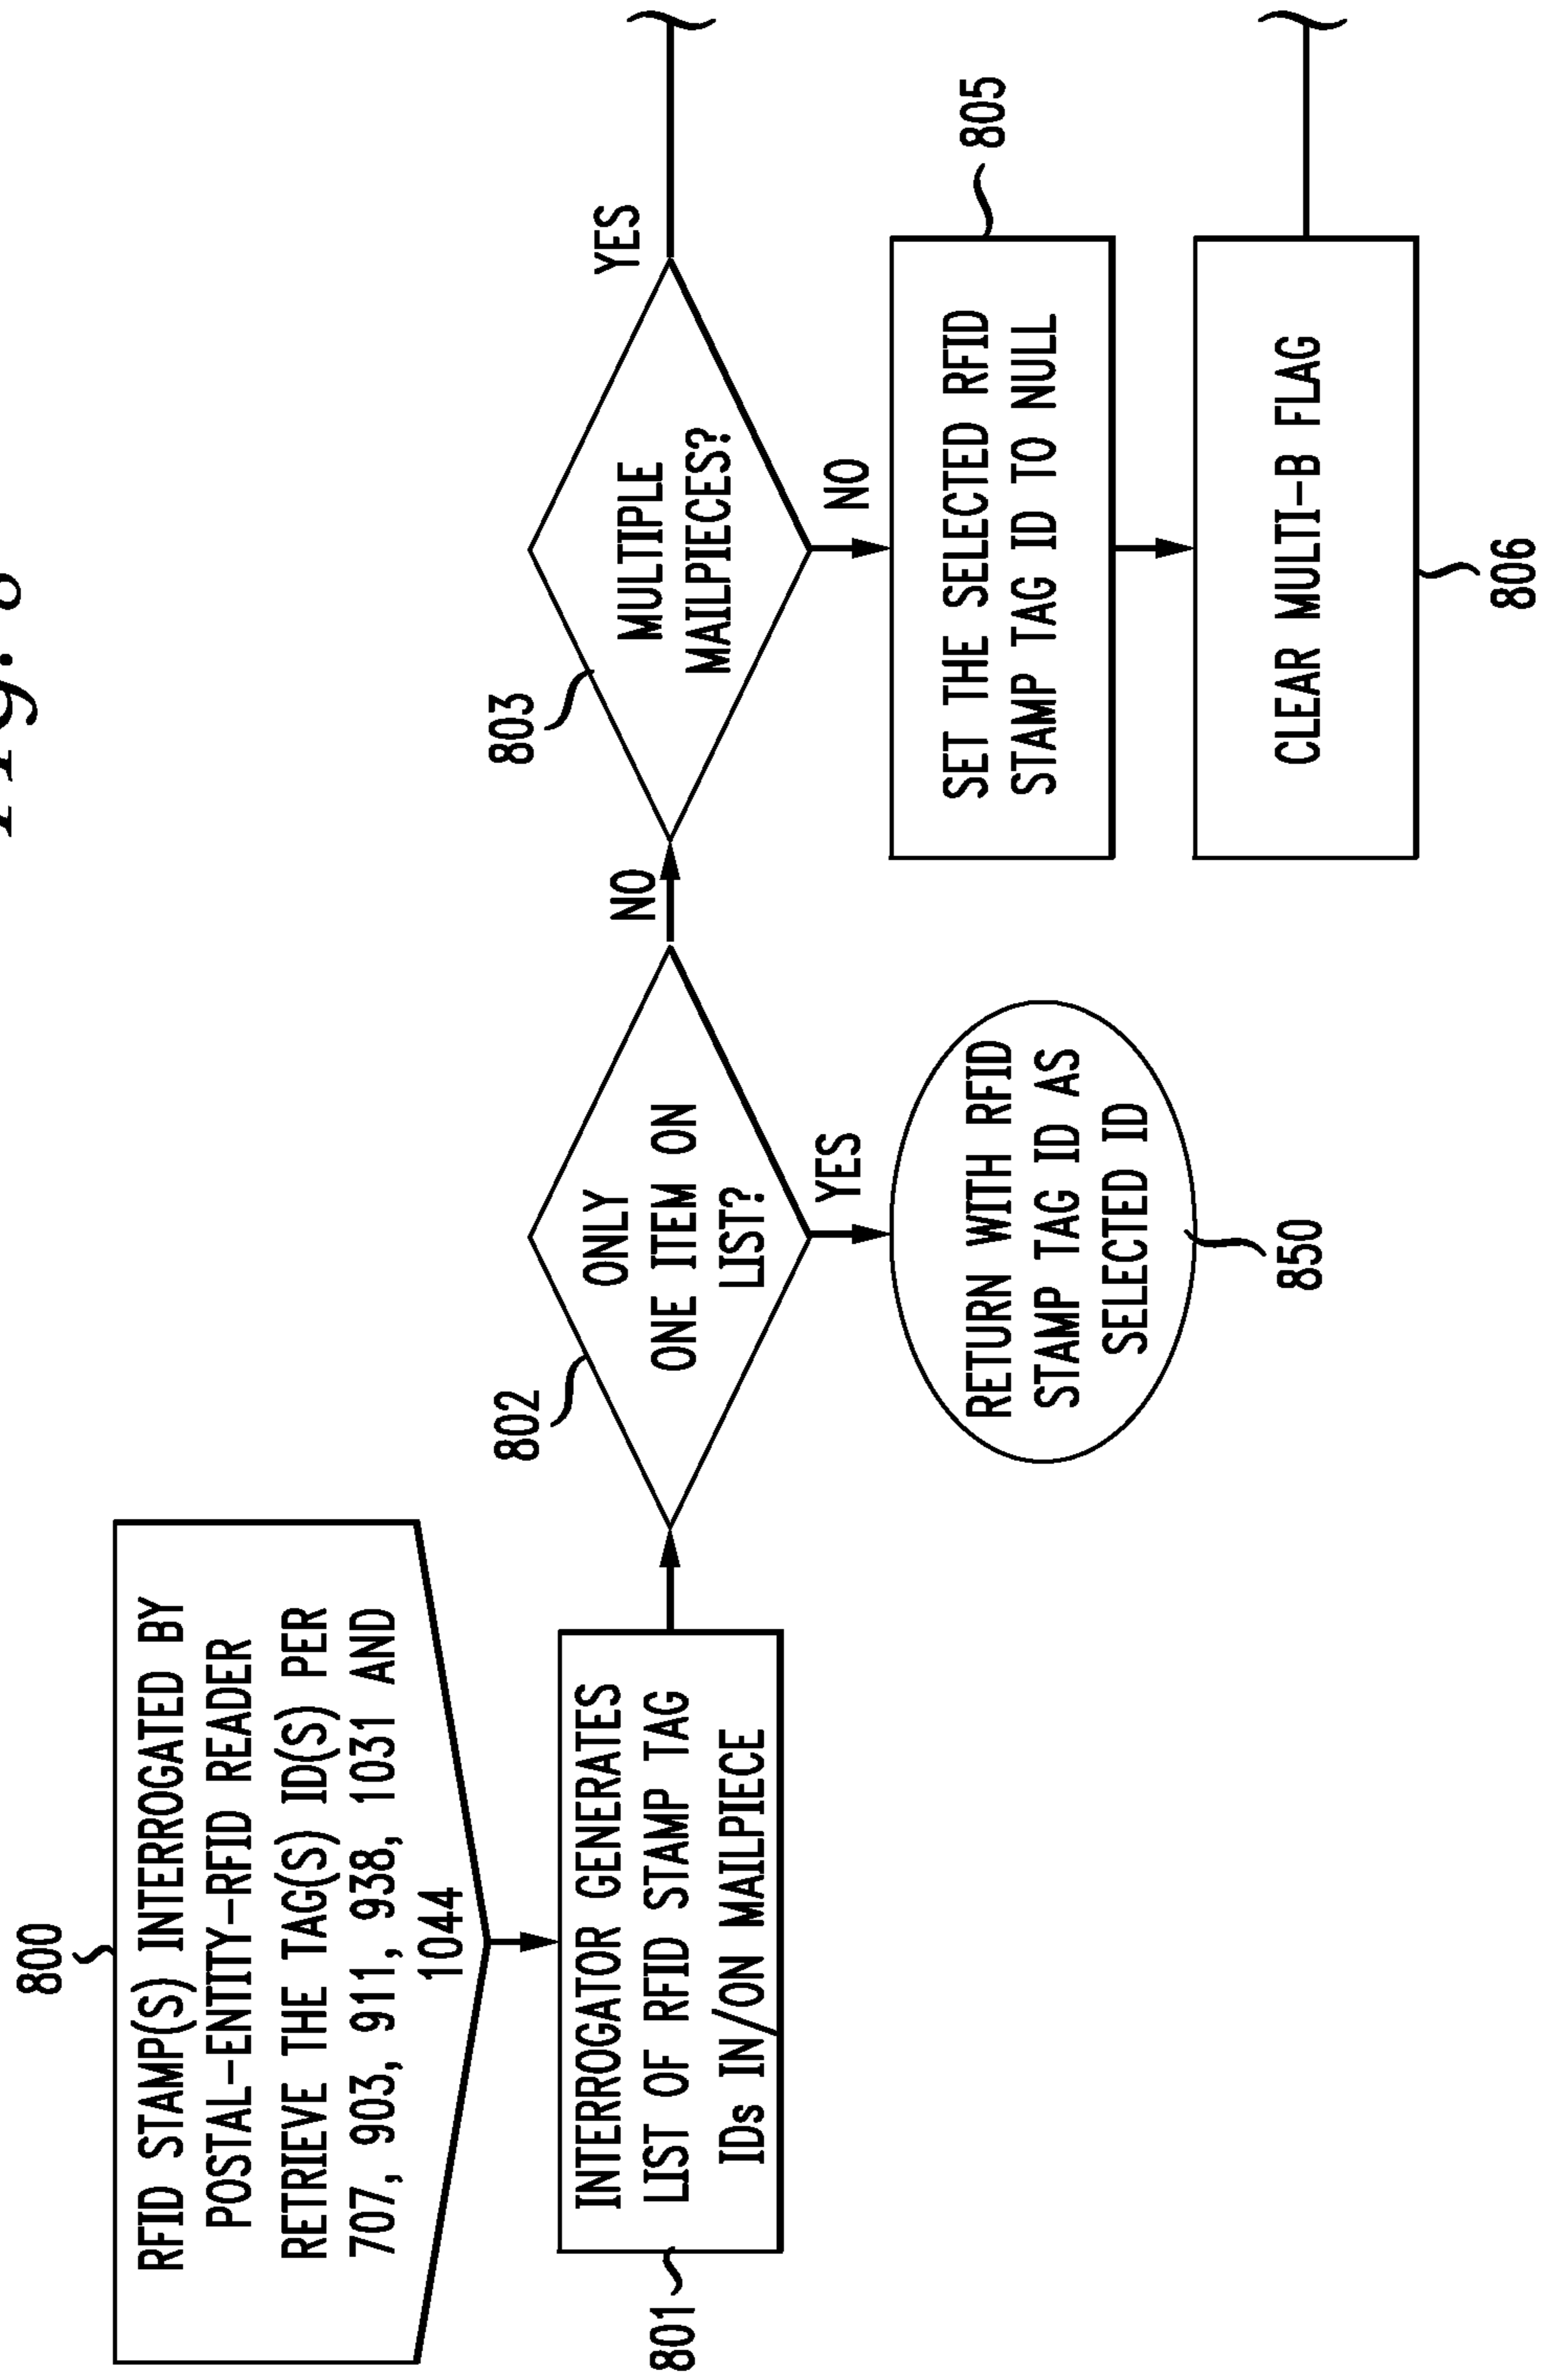 800
RFID STAMP(S) INTERROGATED BY
POSTAL-ENTITY-RFID READER
RETRIEVE THE TAG(S) ID(S) PER
707, 903, 911, 938, 1031 AND
1044
801
INTERROGATOR GENERATES
LIST OF RFID STAMP TAG
IDs IN/ON MAILPIECE
802
ONLY
ONE ITEM ON
LIST?
YES
RETURN WITH RFID
STAMP TAG ID AS
SELECTED ID
850
NO
803
MULTIPLE
MAILPIECES?
YES
NO
SET THE SELECTED RFID
STAMP TAG ID TO NULL
805
CLEAR MULTI-B FLAG
806